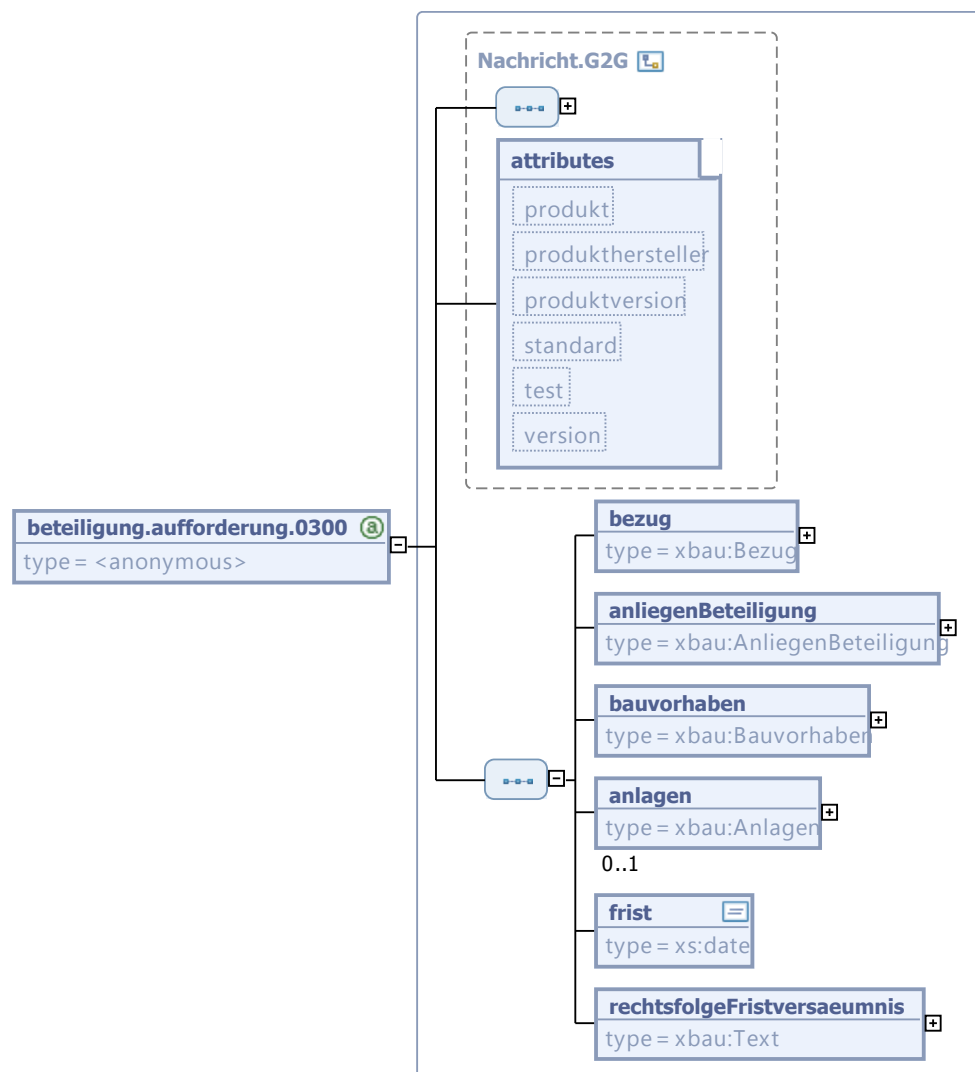 Nachricht.G2G
attributes
produkt
produkthersteller
produktversion
standard
test
version
beteiligung.aufforderung.0300
type = <anonymous>
bezug
type = xbau:Bezug
anliegenBeteiligung
type = xbau:AnliegenBeteiligung
bauvorhaben
type = xbau:Bauvorhaben
anlagen
type = xbau:Anlagen
0..1
frist
type = xs:date
rechtsfolgeFristversaeumnis
type = xbau:Text